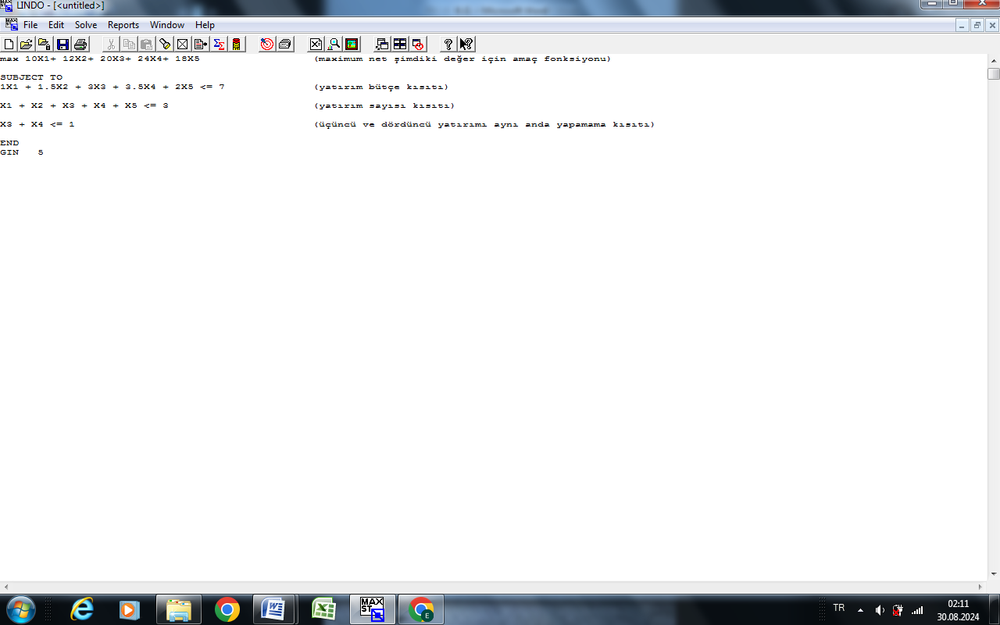 LINDO - [<untitled>]
File Edit Solve Reports Window Help
max 10X1+ 12X2+ 20X3+ 24X4+ 18X5 (maximum net şimdiki değer için amaç fonksiyonu)
SUBJECT TO
1X1 + 1.5X2 + 3X3 + 3.5X4 + 2X5 <= 7 (yatırım bütçe kısıtı)
X1 + X2 + X3 + X4 + X5 <= 3 (yatırım sayısı kısıtı)
X3 + X4 <= 1 (üçüncü ve dördüncü yatırımı aynı anda yapamama kısıtı)
END
GIN 5
MAX
ST
TR
02:11
30.08.2024